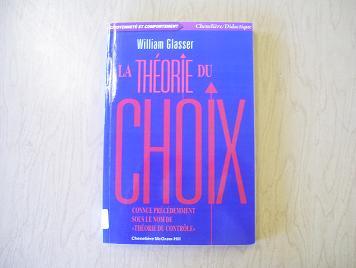 CITOYENNETÉ ET COMPORTEMENT
Chenelière/Didactique
William Glasser
LA THÉORIE DU
CHOIX
CONNUE PRÉCÉDEMMENT
SOUS LE NOM DE
«THÉORIE DU CONTRÔLE»
Chenelière/McGraw-Hill